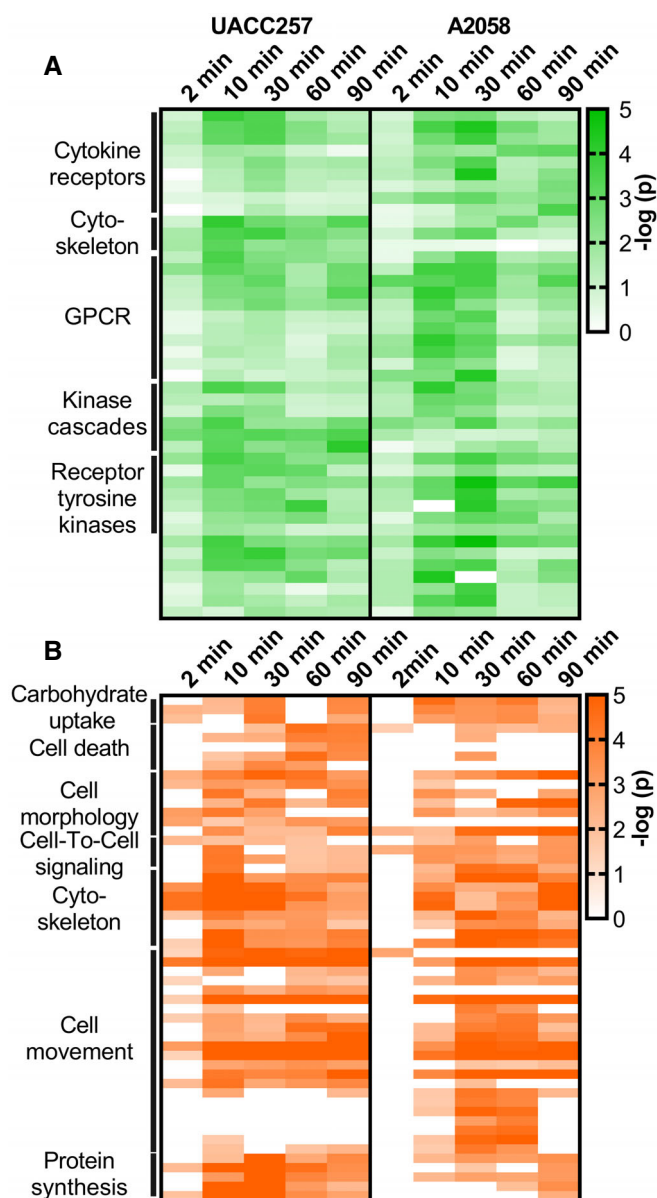 UACC257 A2058
A
2 min 10 min 30 min 60 min 90 min 2 min 10 min 30 min 60 min 90 min
Cytokine
receptors
Cyto-
skeleton
GPCR
Kinase
cascades
Receptor
tyrosine
kinases
5
4
3
2
1
0
-log (p)
B
2 min 10 min 30 min 60 min 90 min 2min 10 min 30 min 60 min 90 min
Carbohydrate
uptake
Cell death
Cell
morphology
Cell-To-Cell
signaling
Cyto-
skeleton
Cell
movement
Protein
synthesis
5
4
3
2
1
0
-log (p)